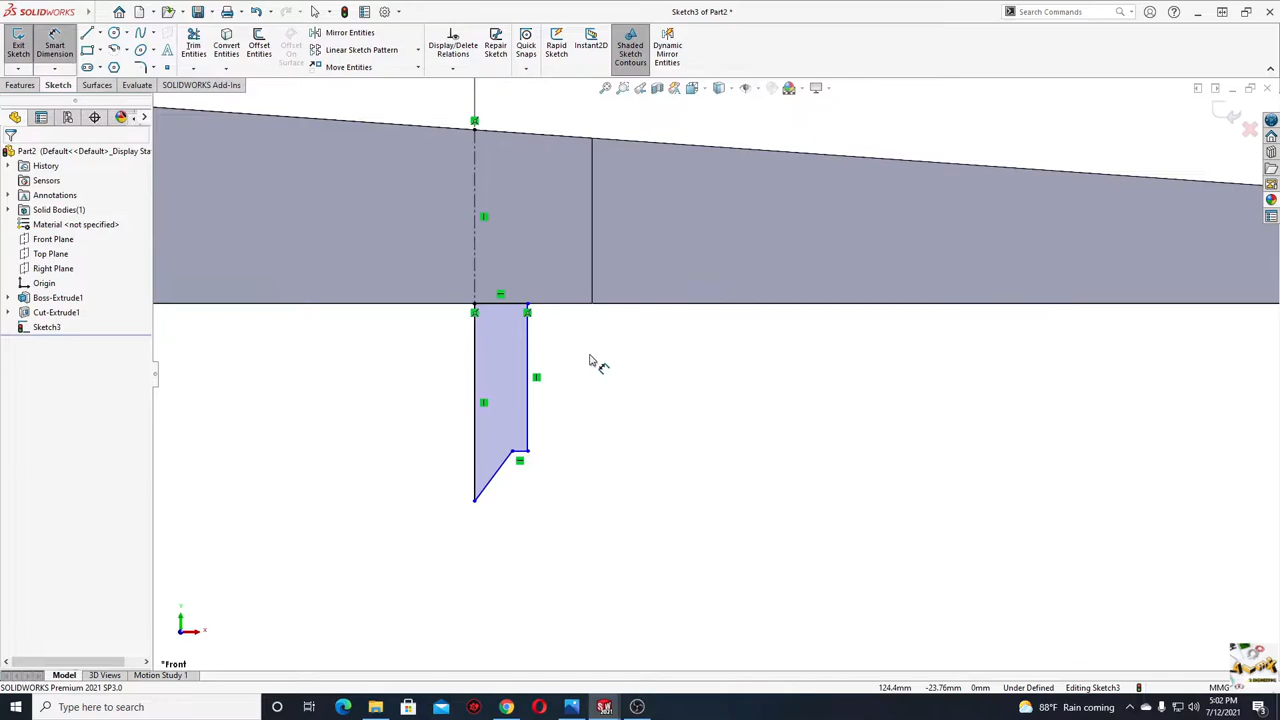 SOLIDWORKS
Sketch3 of Part2 *
Search Commands
Exit Sketch
Smart Dimension
Trim Entities
Convert Entities
Offset Entities
Offset On Surface
Mirror Entities
Linear Sketch Pattern
Move Entities
Display/Delete Relations
Repair Sketch
Quick Snaps
Rapid Sketch
Instant2D
Shaded Sketch Contours
Dynamic Mirror Entities
Features
Sketch
Surfaces
Evaluate
SOLIDWORKS Add-Ins
Part2 (Default<<Default>_Display Sta
History
Sensors
Annotations
Solid Bodies(1)
Material <not specified>
Front Plane
Top Plane
Right Plane
Origin
Boss-Extrude1
Cut-Extrude1
Sketch3
Y
X
*Front
Model
3D Views
Motion Study 1
SOLIDWORKS Premium 2021 SP3.0
124.4mm
-23.76mm
0mm
Under Defined
Editing Sketch3
MMG
Type here to search
88°F Raining coming
5:02 PM
7/12/2021